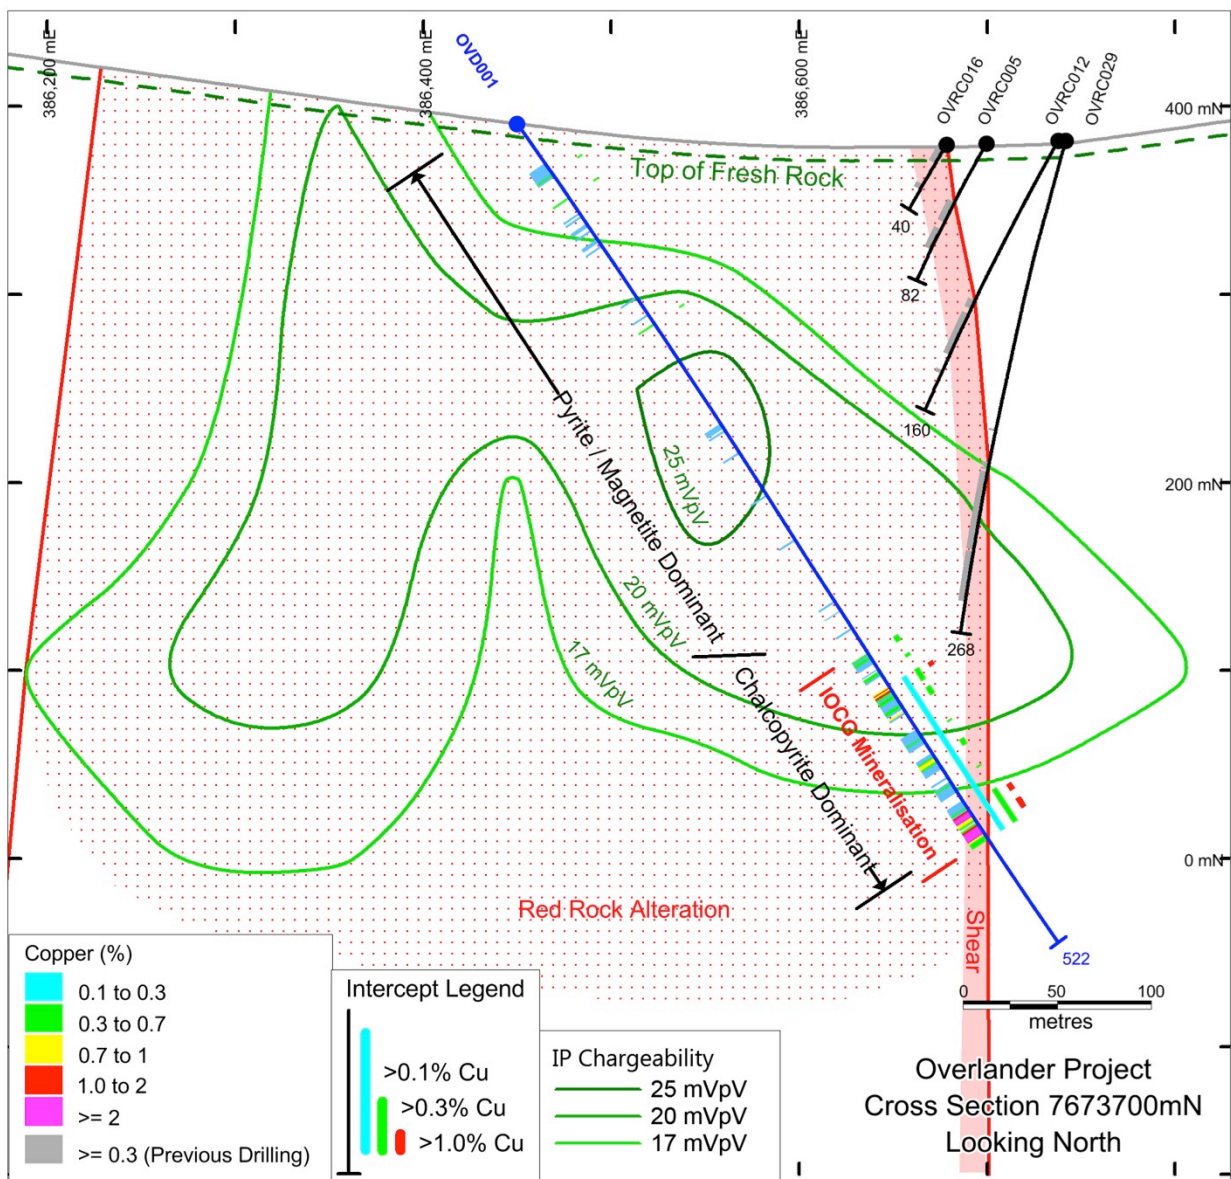 386,200 mE
386,400 mE
OVD001
386,600 mE
OVRC016
OVRC005
OVRC012
OVRC029
400 mN
Top of Fresh Rock
40
82
160
268
200 mN
25 mVpV
Pyrite / Magnetite Dominant
20 mVpV
17 mVpV
Chalcopyrite Dominant
IOCG Mineralisation
0 mN
Red Rock Alteration
Shear
522
0 50 100
metres
Copper (%)
0.1 to 0.3
0.3 to 0.7
0.7 to 1
1.0 to 2
>= 2
>= 0.3 (Previous Drilling)
Intercept Legend
>0.1% Cu
>0.3% Cu
>1.0% Cu
IP Chargeability
25 mVpV
20 mVpV
17 mVpV
Overlander Project
Cross Section 7673700mN
Looking North